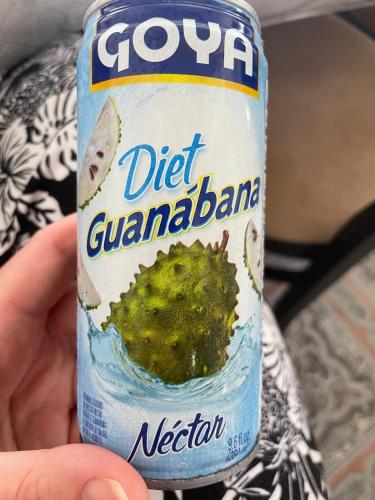 GOYA
Diet
Guanábana
Néctar
9.6 fl.oz.